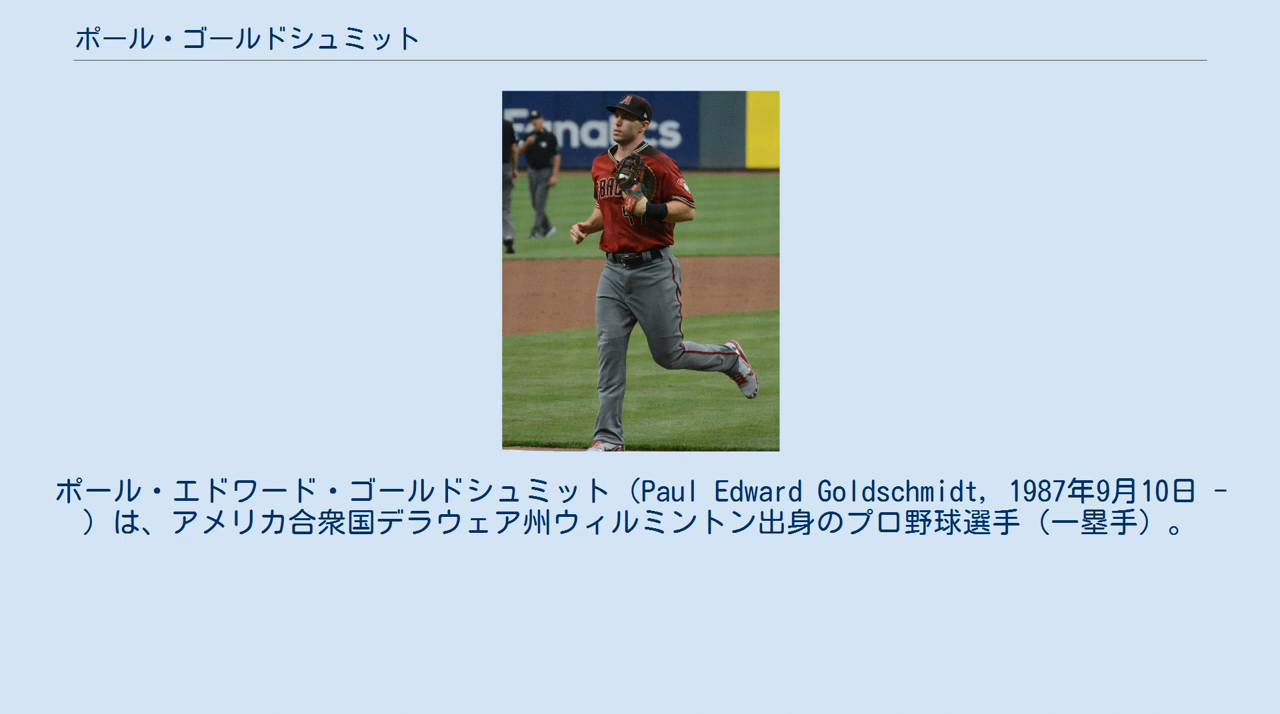 ポール・ゴールドシュミット
Fanatics
ポール・エドワード・ゴールドシュミット（Paul Edward Goldschmidt, 1987年9月10日 -
）は、アメリカ合衆国デラウェア州ウィルミントン出身のプロ野球選手（一塁手）。